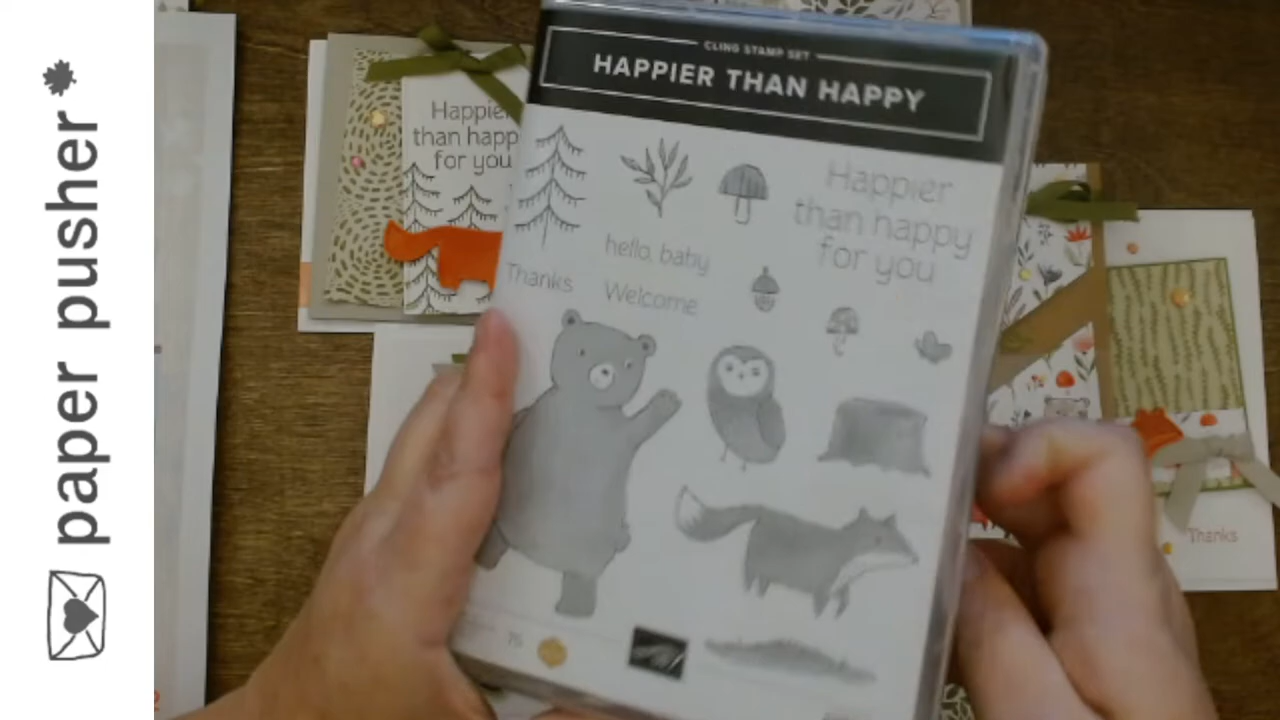 paper pusher
Happier
than happ
for you
CLING STAMP SET
HAPPIER THAN HAPPY
Happier
than happy
for you
hello, baby
Thanks
Welcome
75
Thanks